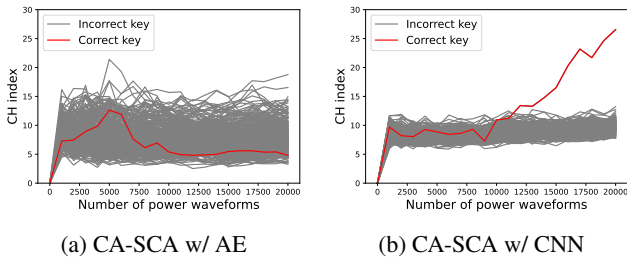 30
25
20
15
10
5
0
CH index
Incorrect key
Correct key
0 2500 5000 7500 10000 12500 15000 17500 20000
Number of power waveforms
(a) CA-SCA w/ AE
30
25
20
15
10
5
0
CH index
Incorrect key
Correct key
0 2500 5000 7500 10000 12500 15000 17500 20000
Number of power waveforms
(b) CA-SCA w/ CNN